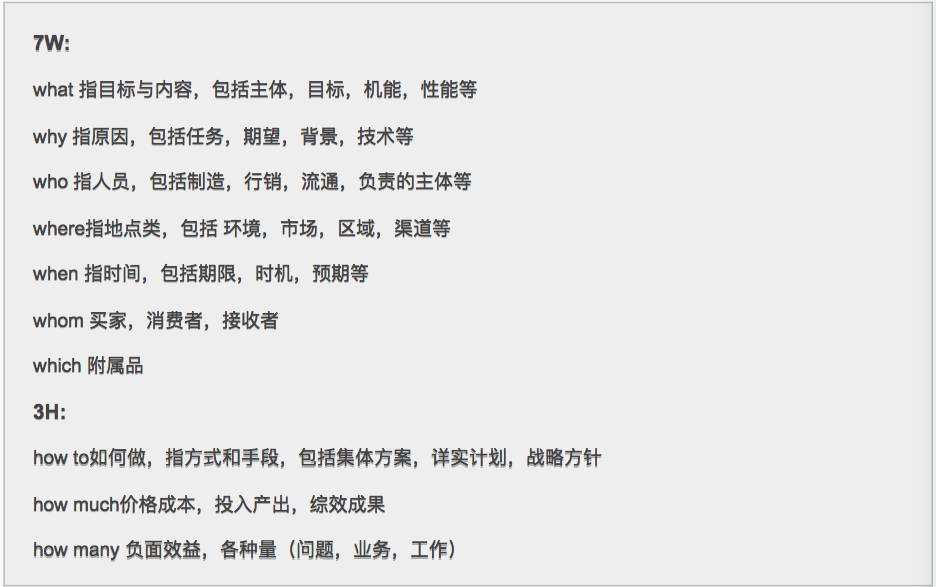 7W:
what 指目标与内容，包括主体，目标，机能，性能等
why 指原因，包括任务，期望，背景，技术等
who 指人员，包括制造，行销，流通，负责的主体等
where指地点类，包括 环境，市场，区域，渠道等
when 指时间，包括期限，时机，预期等
whom 买家，消费者，接收者
which 附属品
3H:
how to如何做，指方式和手段，包括集体方案，详实计划，战略方针
how much价格成本，投入产出，综效成果
how many 负面效益，各种量（问题，业务，工作）